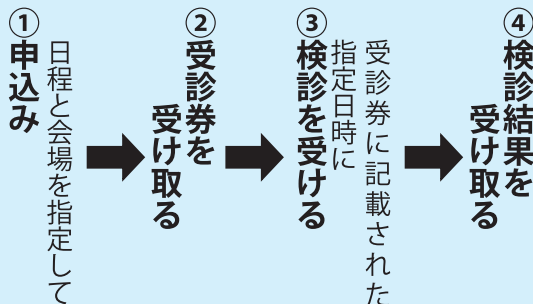 ①
申込み
日程と会場を指定して
②
受診券を
受け取る
③
検診を受ける
受診券に記載された
指定日時に
④
検診結果を
受け取る